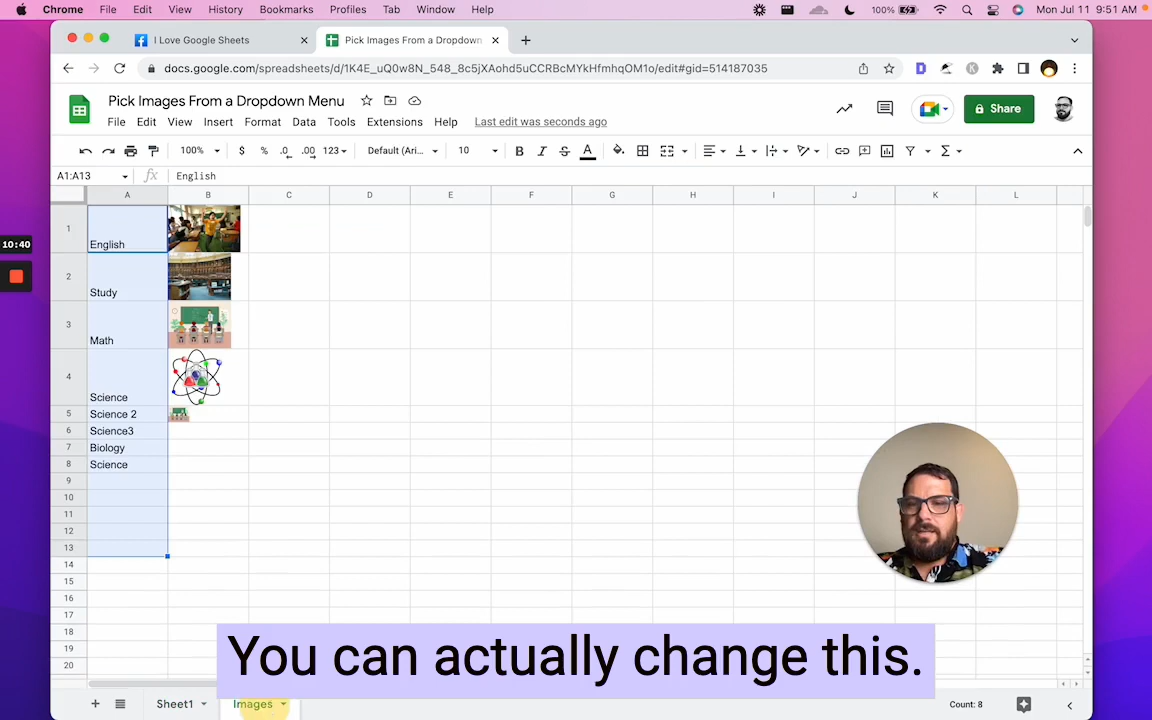 Chrome File Edit View History Bookmarks Profiles Tab Window Help 100% Mon Jul 11 9:51 AM
I Love Google Sheets Pick Images From a Dropdown
docs.google.com/spreadsheets/d/1K4E_uQ0w8N_548_8c5jXAohd5uCCRBcMYkHfmhqOM1o/edit#gid=514187035
Pick Images From a Dropdown Menu
File Edit View Insert Format Data Tools Extensions Help Last edit was seconds ago
Share
100% $ % .0 .00 123 Default (Ari... 10 B I S A
A1:A13 fx English
A B C D E F G H I J K L
1 English
10:40
2 Study
3 Math
4 Science
5 Science 2
6 Science3
7 Biology
8 Science
9
10
11
12
13
14
15
16
17
18
19
20
You can actually change this.
Sheet1 Images Count: 8